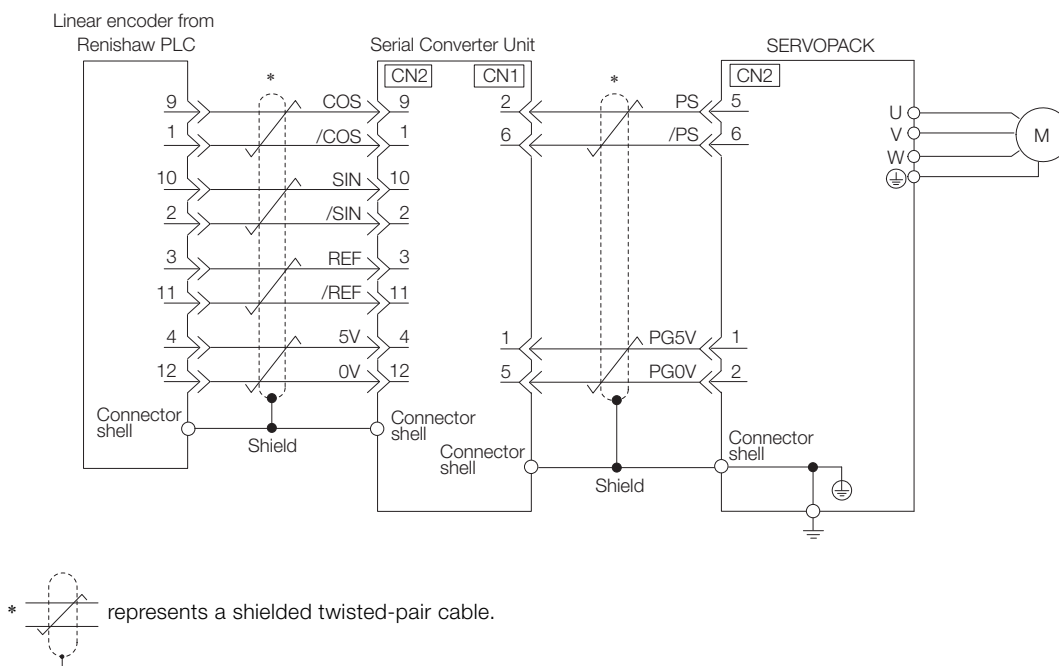 Linear encoder from
Renishaw PLC
Serial Converter Unit
SERVOPACK
CN2
CN1
CN2
*
*
9 COS 9
1 /COS 1
10 SIN 10
2 /SIN 2
3 REF 3
11 /REF 11
4 5V 4
12 0V 12
Connector
shell
Shield
Connector
shell
2 PS 5
6 /PS 6
1 PG5V 1
5 PG0V 2
Connector
shell
Shield
Connector
shell
U
V
W
M
* represents a shielded twisted-pair cable.